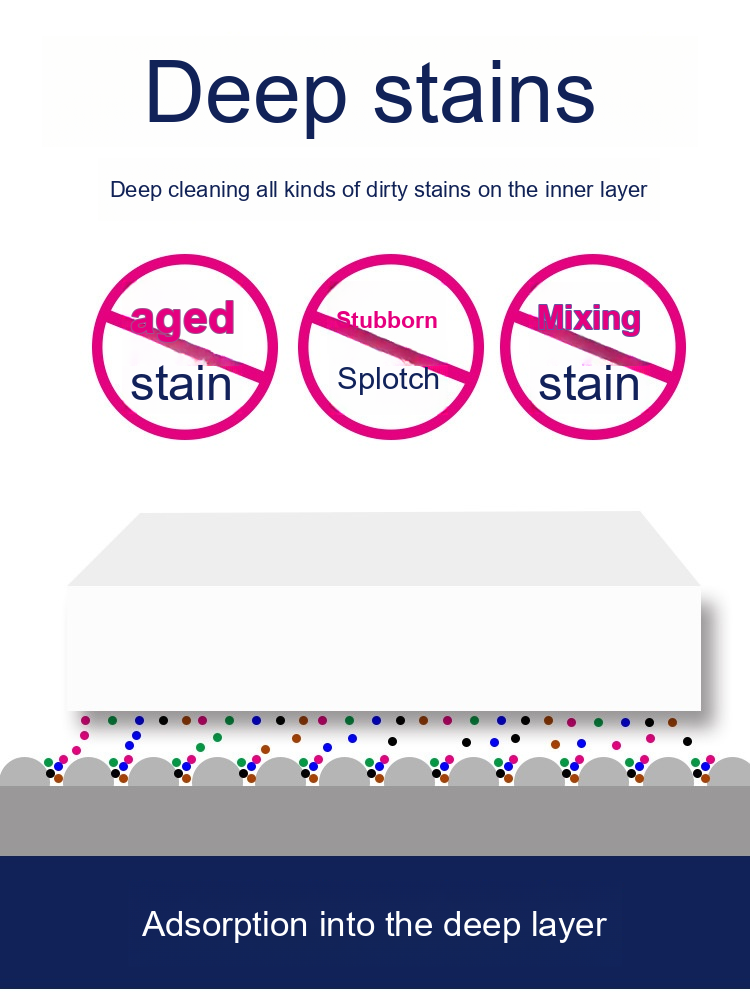 Deep stains
Deep cleaning all kinds of dirty stains on the inner layer
aged
stain
Stubborn
Splotch
Mixing
stain
Adsorption into the deep layer